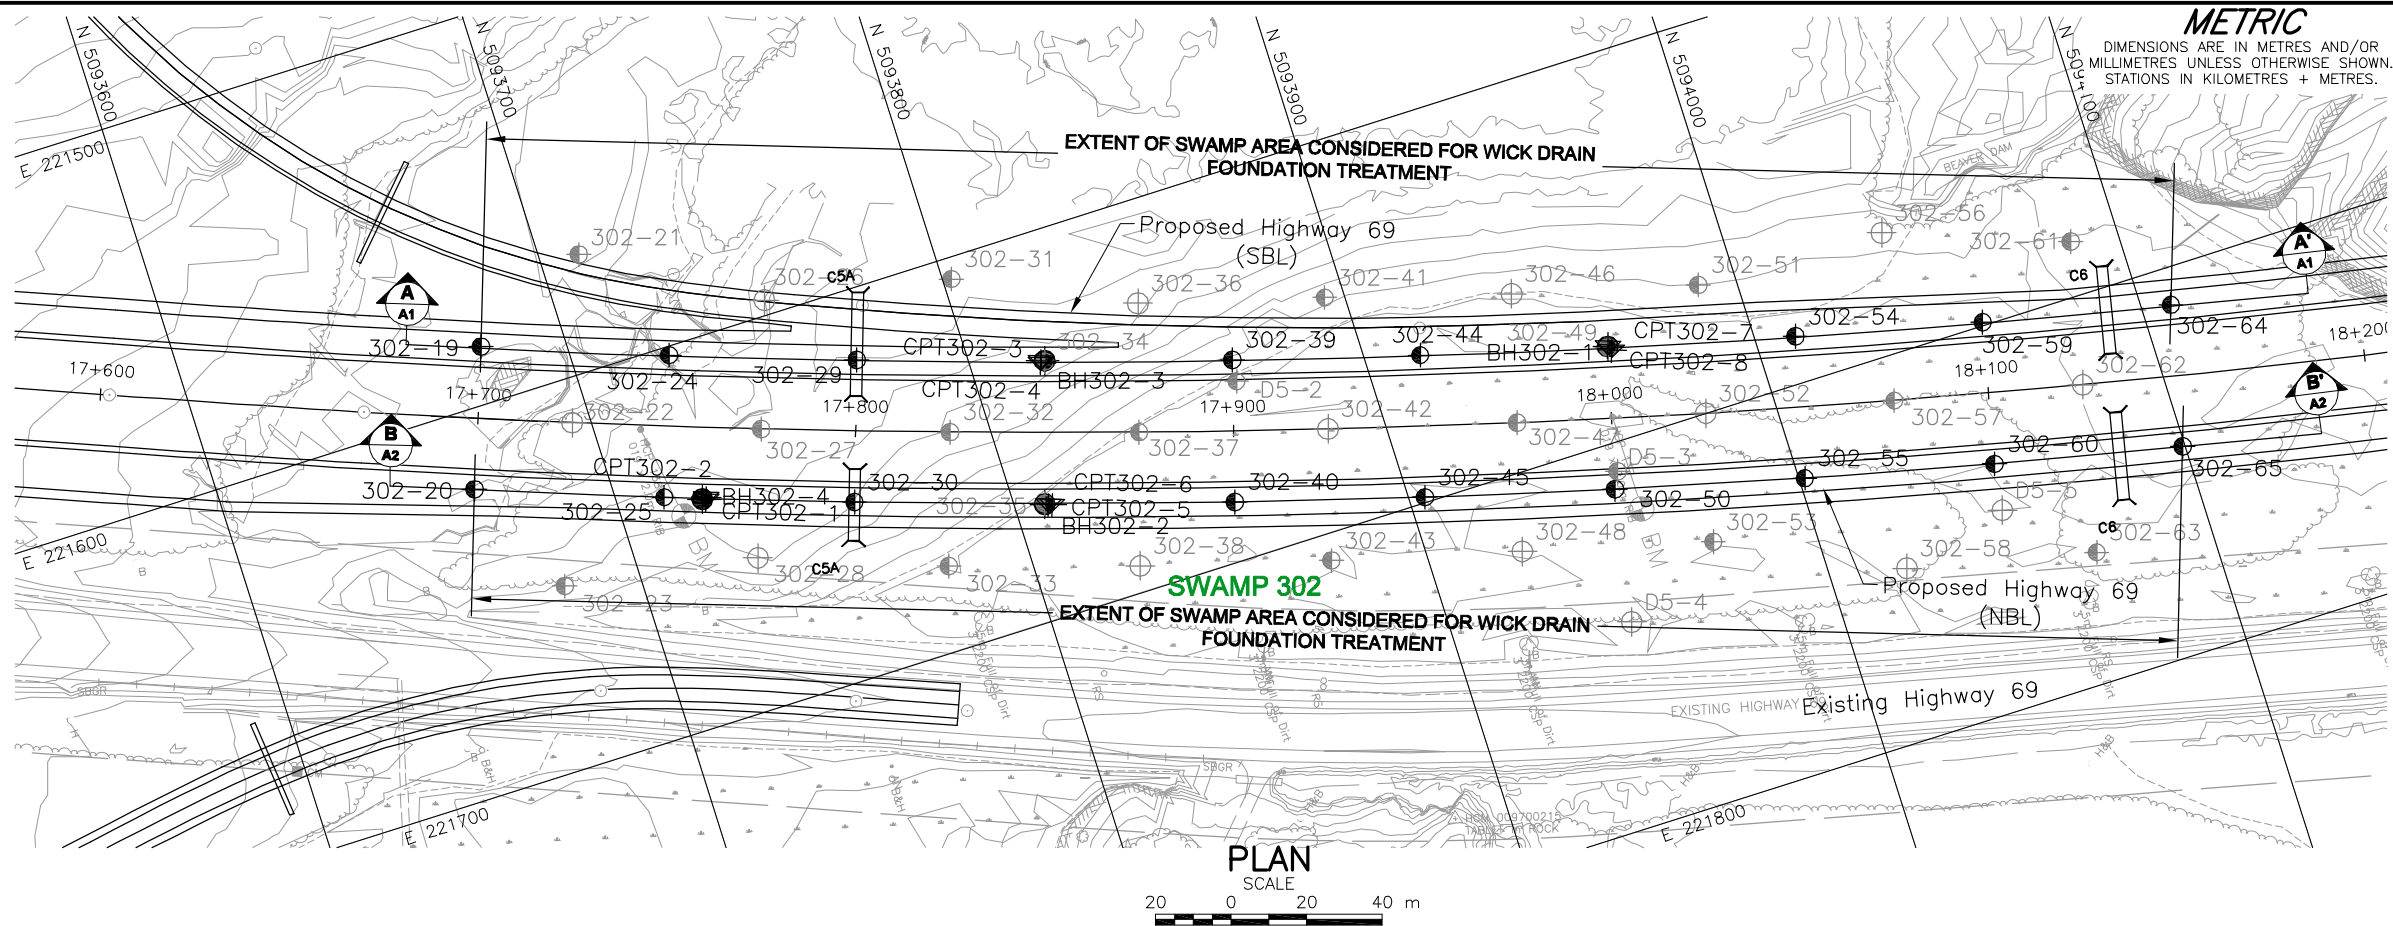 METRIC
DIMENSIONS ARE IN METRES AND/OR
MILLIMETRES UNLESS OTHERWISE SHOWN.
STATIONS IN KILOMETRES + METRES.
N 5093600
N 5093700
N 5093800
N 5093900
N 5094000
N 5094100
E 221500
EXTENT OF SWAMP AREA CONSIDERED FOR WICK DRAIN
FOUNDATION TREATMENT
BEAVER DAM
Proposed Highway 69
(SBL)
302-21
302-31
302-36
302-41
302-46
302-51
302-56
302-61
C5A
C6
A
A1
A'
A1
302-19
302-24
302-29
CPT302-3
302-34
CPT302-4
BH302-3
302-39
302-44
302-49
BH302-1
CPT302-7
CPT302-8
302-54
302-59
302-64
17+600
17+700
17+800
17+900
18+000
18+100
18+200
302-22
302-27
302-32
302-37
D5-2
302-42
302-47
302-52
302-57
302-62
B
A2
B'
A2
302-20
302-25
CPT302-2
BH302-4
CPT302-1
302-30
302-35
CPT302-6
CPT302-5
BH302-2
302-40
302-45
D5-3
302-50
302-55
302-60
302-65
D5-5
E 221600
BM
BM
302-23
302-28
C5A
302-33
302-38
302-43
302-48
302-53
302-58
302-63
C6
D5-4
SWAMP 302
EXTENT OF SWAMP AREA CONSIDERED FOR WICK DRAIN
FOUNDATION TREATMENT
Proposed Highway 69
(NBL)
EXISTING HIGHWAY
Existing Highway 69
SBGR
SBGR
E 221700
E 221800
PLAN
SCALE
20 0 20 40 m